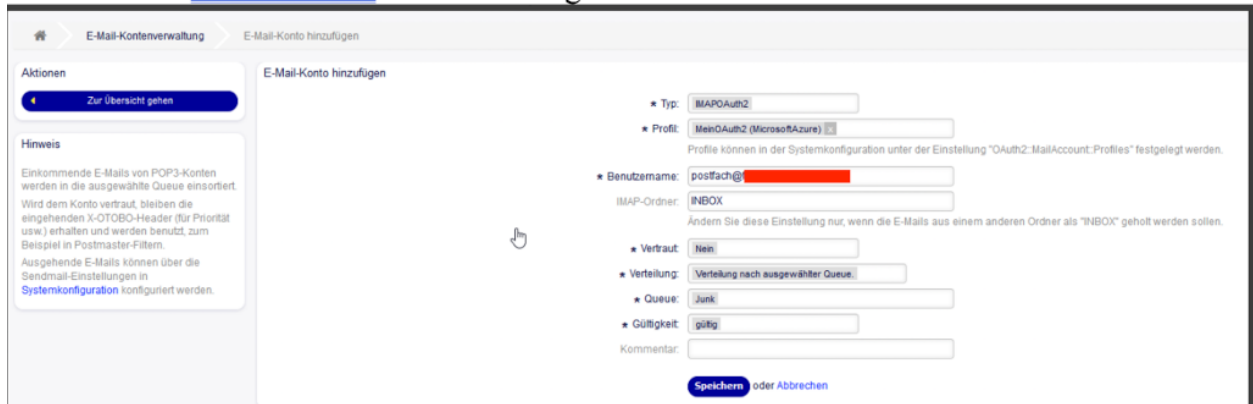 E-Mail-Kontenverwaltung E-Mail-Konto hinzufügen
Aktionen
Zur Übersicht gehen
Hinweis
Einkommende E-Mails von POP3-Konten
werden in die ausgewählte Queue einsortiert.
Wird dem Konto vertraut, bleiben die
eingehenden X-OTOBO-Header (für Priorität
usw.) erhalten und werden benutzt, zum
Beispiel in Postmaster-Filtern.
Ausgehende E-Mails können über die
Sendmail-Einstellungen in
Systemkonfiguration konfiguriert werden.
E-Mail-Konto hinzufügen
★ Typ: IMAPOAuth2
★ Profil: MeinOAuth2 (MicrosoftAzure) x
Profile können in der Systemkonfiguration unter der Einstellung "OAuth2::MailAccount::Profiles" festgelegt werden.
★ Benutzername: postfach@
IMAP-Ordner: INBOX
Ändern Sie diese Einstellung nur, wenn die E-Mails aus einem anderen Ordner als "INBOX" geholt werden sollen.
★ Vertraut: Nein
★ Verteilung: Verteilung nach ausgewählter Queue.
★ Queue: Junk
★ Gültigkeit: gültig
Kommentar:
Speichern oder Abbrechen